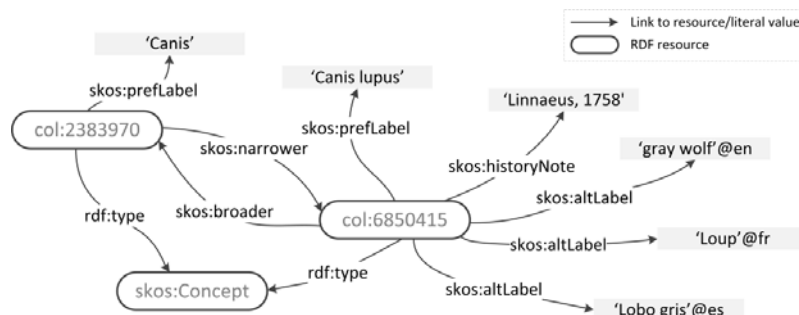 Link to resource/literal value
RDF resource
'Canis'
skos:prefLabel
'Canis lupus'
skos:prefLabel
'Linnaeus, 1758'
col:2383970
skos:narrower
skos:historyNote
'gray wolf'@en
rdf:type
skos:broader
skos:altLabel
col:6850415
skos:altLabel
'Loup'@fr
rdf:type
skos:Concept
skos:altLabel
'Lobo gris'@es